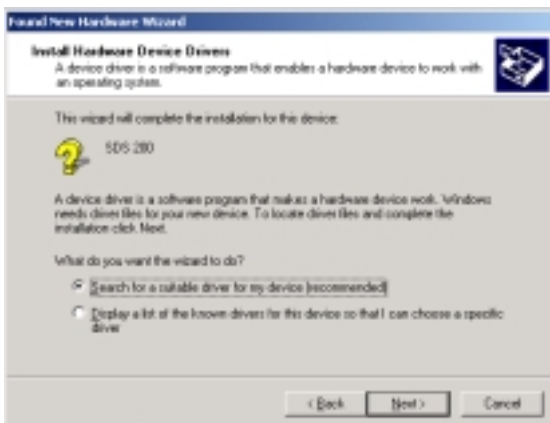 Found New Hardware Wizard
Install Hardware Device Drivers
A device driver is a software program that enables a hardware device to work with
an operating system.
This wizard will complete the installation for this device:
SDS 200
A device driver is a software program that makes a hardware device work. Windows
needs driver files for your new device. To locate driver files and complete the
installation click Next.
What do you want the wizard to do?
Search for a suitable driver for my device (recommended)
Display a list of the known drivers for this device so that I can choose a specific
driver
< Back Next > Cancel